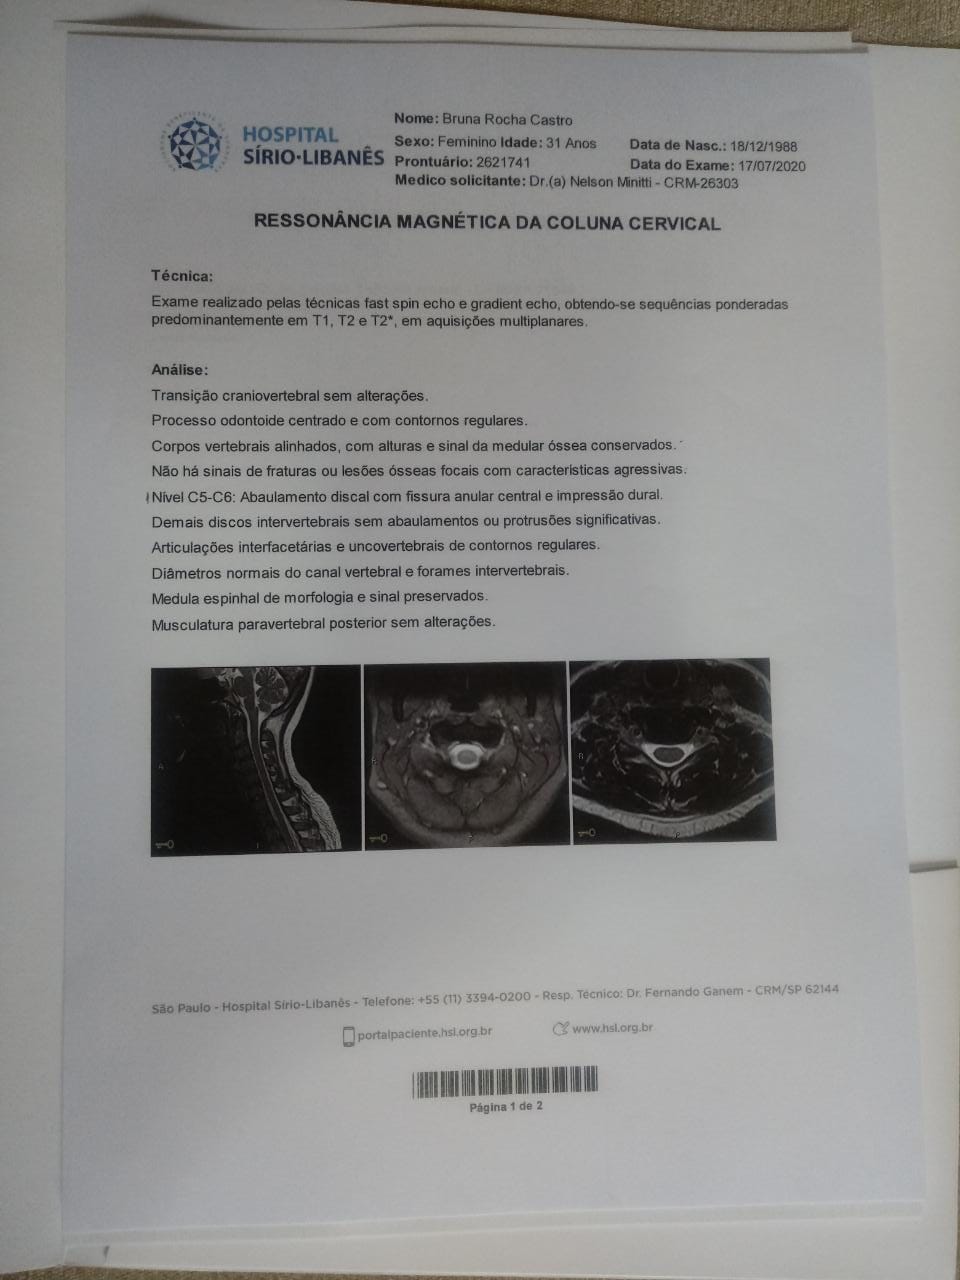 HOSPITAL
SÍRIO·LIBANÊS
Nome: Bruna Rocha Castro
Sexo: Feminino Idade: 31 Anos Data de Nasc.: 18/12/1988
Prontuário: 2621741 Data do Exame: 17/07/2020
Medico solicitante: Dr.(a) Nelson Minitti - CRM-26303
RESSONÂNCIA MAGNÉTICA DA COLUNA CERVICAL
Técnica:
Exame realizado pelas técnicas fast spin echo e gradient echo, obtendo-se sequências ponderadas
predominantemente em T1, T2 e T2*, em aquisições multiplanares.
Análise:
Transição craniovertebral sem alterações.
Processo odontoide centrado e com contornos regulares.
Corpos vertebrais alinhados, com alturas e sinal da medular óssea conservados.
Não há sinais de fraturas ou lesões ósseas focais com caracteristicas agressivas.
Nível C5-C6: Abaulamento discal com fissura anular central e impressão dural.
Demais discos intervertebrais sem abaulamentos ou protrusões significativas.
Articulações interfacetárias e uncovertebrais de contornos regulares.
Diâmetros normais do canal vertebral e forames intervertebrais.
Medula espinhal de morfologia e sinal preservados.
Musculatura paravertebral posterior sem alterações.
São Paulo - Hospital Sírio-Libanês - Telefone: +55 (11) 3394-0200 - Resp. Técnico: Dr. Fernando Ganem - CRM/SP 62144
portalpaciente.hsl.org.br www.hsl.org.br
Página 1 de 2